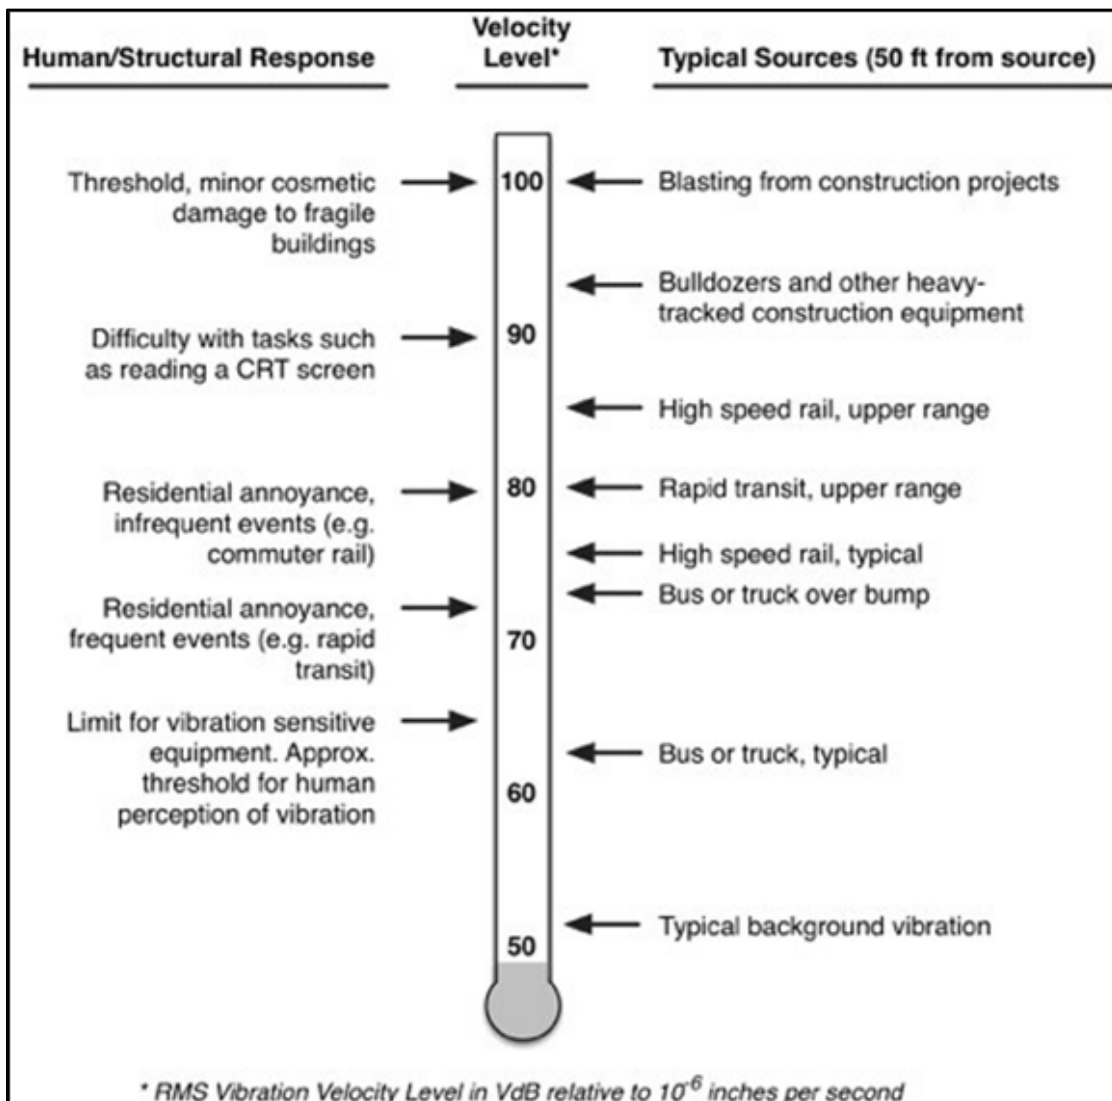 Human/Structural Response
Velocity
Level*
Typical Sources (50 ft from source)
Threshold, minor cosmetic
damage to fragile
buildings
100
Blasting from construction projects
Bulldozers and other heavy-
tracked construction equipment
Difficulty with tasks such
as reading a CRT screen
90
High speed rail, upper range
Residential annoyance,
infrequent events (e.g.
commuter rail)
80
Rapid transit, upper range
High speed rail, typical
Bus or truck over bump
Residential annoyance,
frequent events (e.g. rapid
transit)
70
Limit for vibration sensitive
equipment. Approx.
threshold for human
perception of vibration
Bus or truck, typical
60
Typical background vibration
50
* RMS Vibration Velocity Level in VdB relative to 10⁻⁶ inches per second